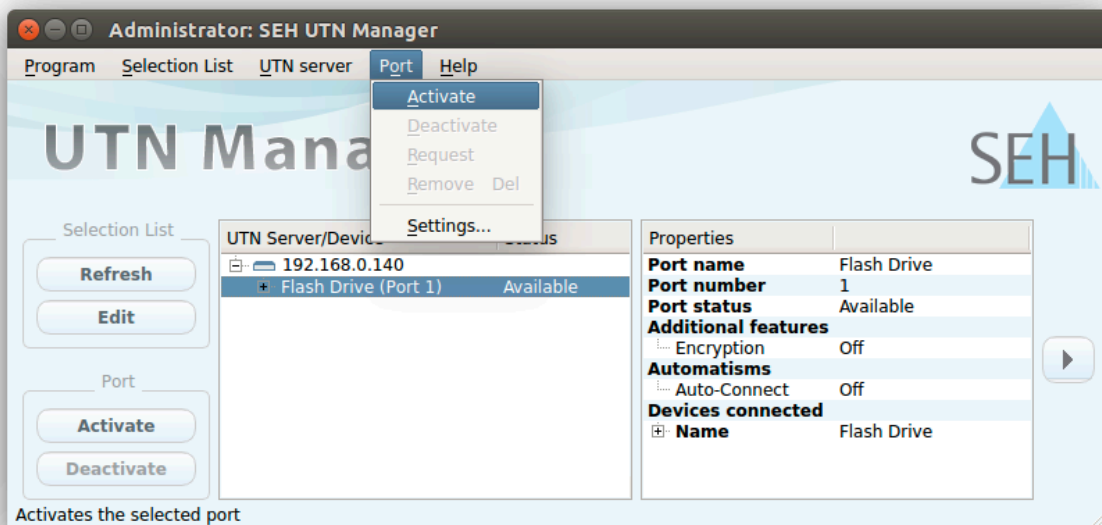 Administrator: SEH UTN Manager
Program Selection List UTN server Port Help
Activate
Deactivate
Request
Remove Del
Settings...
UTN Mana
SEH
Selection List
Refresh
Edit
Port
Activate
Deactivate
UTN Server/Device
192.168.0.140
Flash Drive (Port 1) Available
Properties
Port name Flash Drive
Port number 1
Port status Available
Additional features
Encryption Off
Automatisms
Auto-Connect Off
Devices connected
Name Flash Drive
Activates the selected port